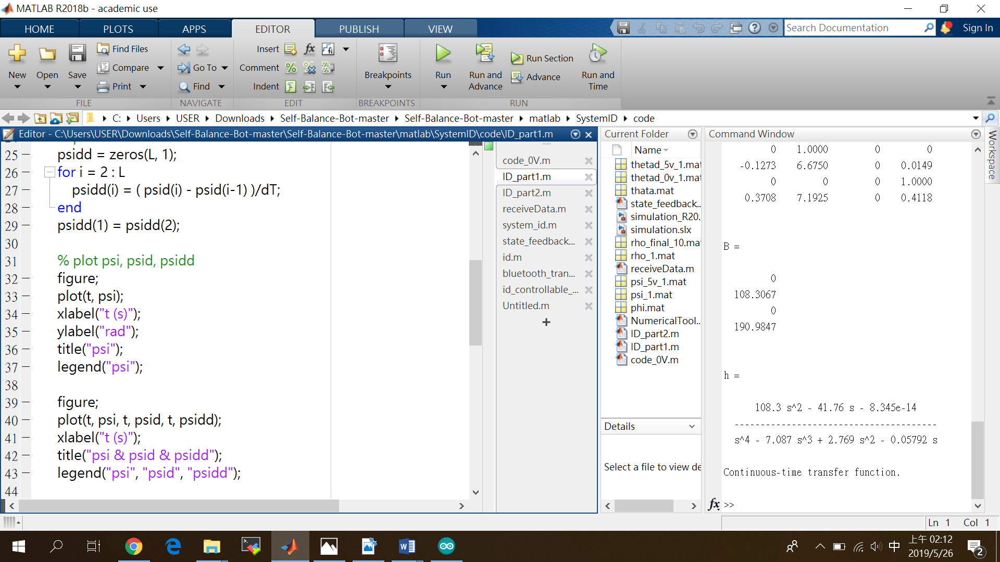 MATLAB R2018b - academic use
HOME PLOTS APPS EDITOR PUBLISH VIEW
Search Documentation
Sign In
New
Open
Save
Find Files
Compare
Print
FILE
Go To
Find
NAVIGATE
Insert
Comment
Indent
EDIT
Breakpoints
BREAKPOINTS
Run
Run and
Advance
Run Section
Advance
Run and
Time
RUN
C: Users USER Downloads Self-Balance-Bot-master Self-Balance-Bot-master matlab SystemID code
Editor - C:\Users\USER\Downloads\Self-Balance-Bot-master\Self-Balance-Bot-master\matlab\SystemID\code\ID_part1.m
25 psidd = zeros(L, 1);
26 for i = 2 : L
27 psidd(i) = ( psid(i) - psid(i-1) )/dT;
28 end
29 psidd(1) = psidd(2);
30
31 % plot psi, psid, psidd
32 figure;
33 plot(t, psi);
34 xlabel("t (s)");
35 ylabel("rad");
36 title("psi");
37 legend("psi");
38
39 figure;
40 plot(t, psi, t, psid, t, psidd);
41 xlabel("t (s)");
42 title("psi & psid & psidd");
43 legend("psi", "psid", "psidd");
44
code_0V.m
ID_part1.m
ID_part2.m
receiveData.m
system_id.m
state_feedback...
id.m
bluetooth_tran...
id_controllable_...
Untitled.m
Current Folder
Name
thetad_5v_1.mat
thetad_0v_1.mat
thata.mat
state_feedback..
simulation_R20.
simulation.slx
rho_final_10.mat
rho_1.mat
receiveData.m
psi_5v_1.mat
psi_1.mat
phi.mat
NumericalTool..
ID_part2.m
ID_part1.m
code_0V.m
Details
Select a file to view de
Command Window
0 1.0000 0 0
-0.1273 6.6750 0 0.0149
0 0 0 1.0000
0.3708 7.1925 0 0.4118
B =
0
108.3067
0
190.9847
h =
108.3 s^2 - 41.76 s - 8.345e-14
---------------------------------------
s^4 - 7.087 s^3 + 2.769 s^2 - 0.05792 s
Continuous-time transfer function.
fx >>
Workspace
Ln 1 Col 1
中
上午 02:12
2019/5/26
2